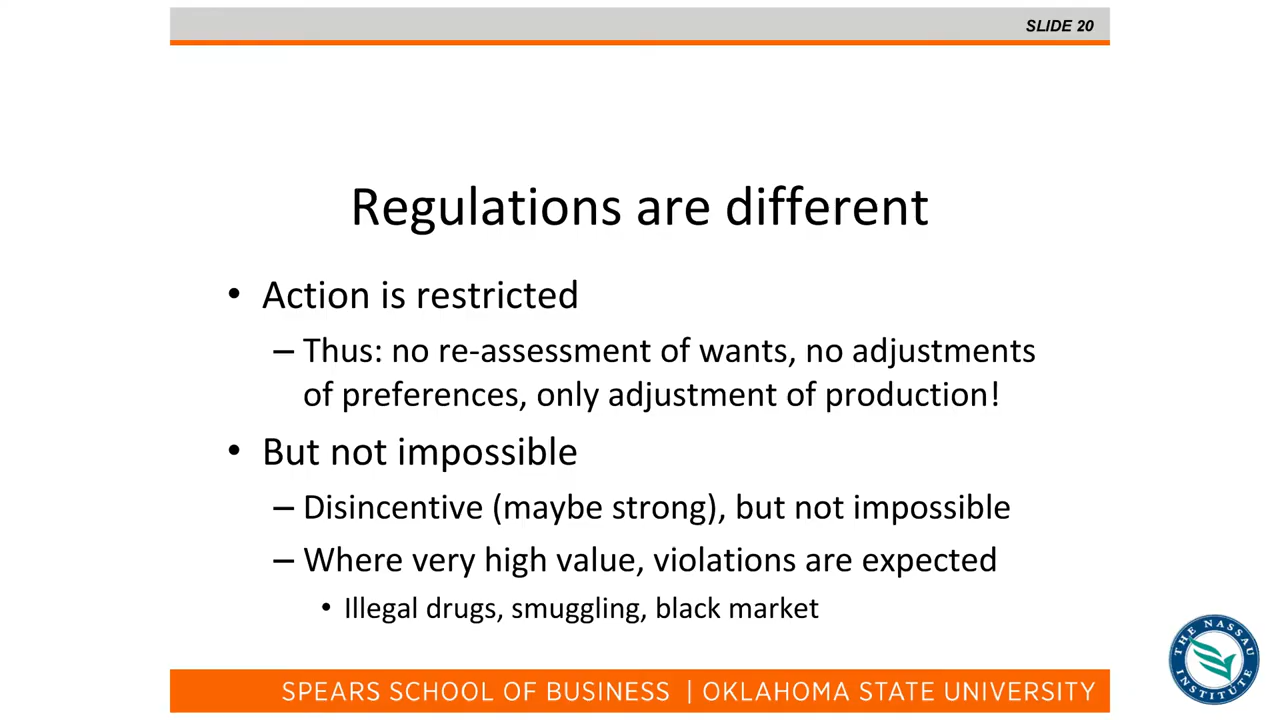 SLIDE 20
Regulations are different
• Action is restricted
– Thus: no re-assessment of wants, no adjustments
of preferences, only adjustment of production!
• But not impossible
– Disincentive (maybe strong), but not impossible
– Where very high value, violations are expected
• Illegal drugs, smuggling, black market
THE NASSAU INSTITUTE
SPEARS SCHOOL OF BUSINESS | OKLAHOMA STATE UNIVERSITY